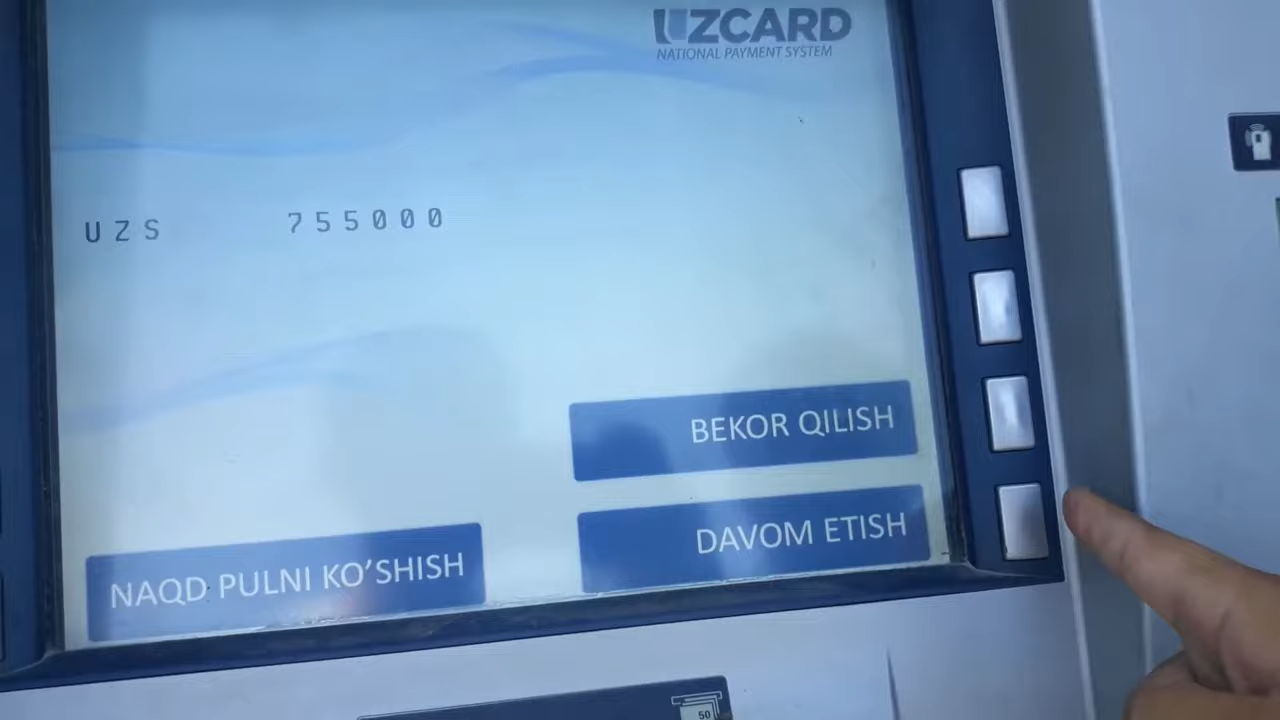 UZCARD
NATIONAL PAYMENT SYSTEM
UZS 755000
BEKOR QILISH
DAVOM ETISH
NAQD PULNI KO'SHISH
50